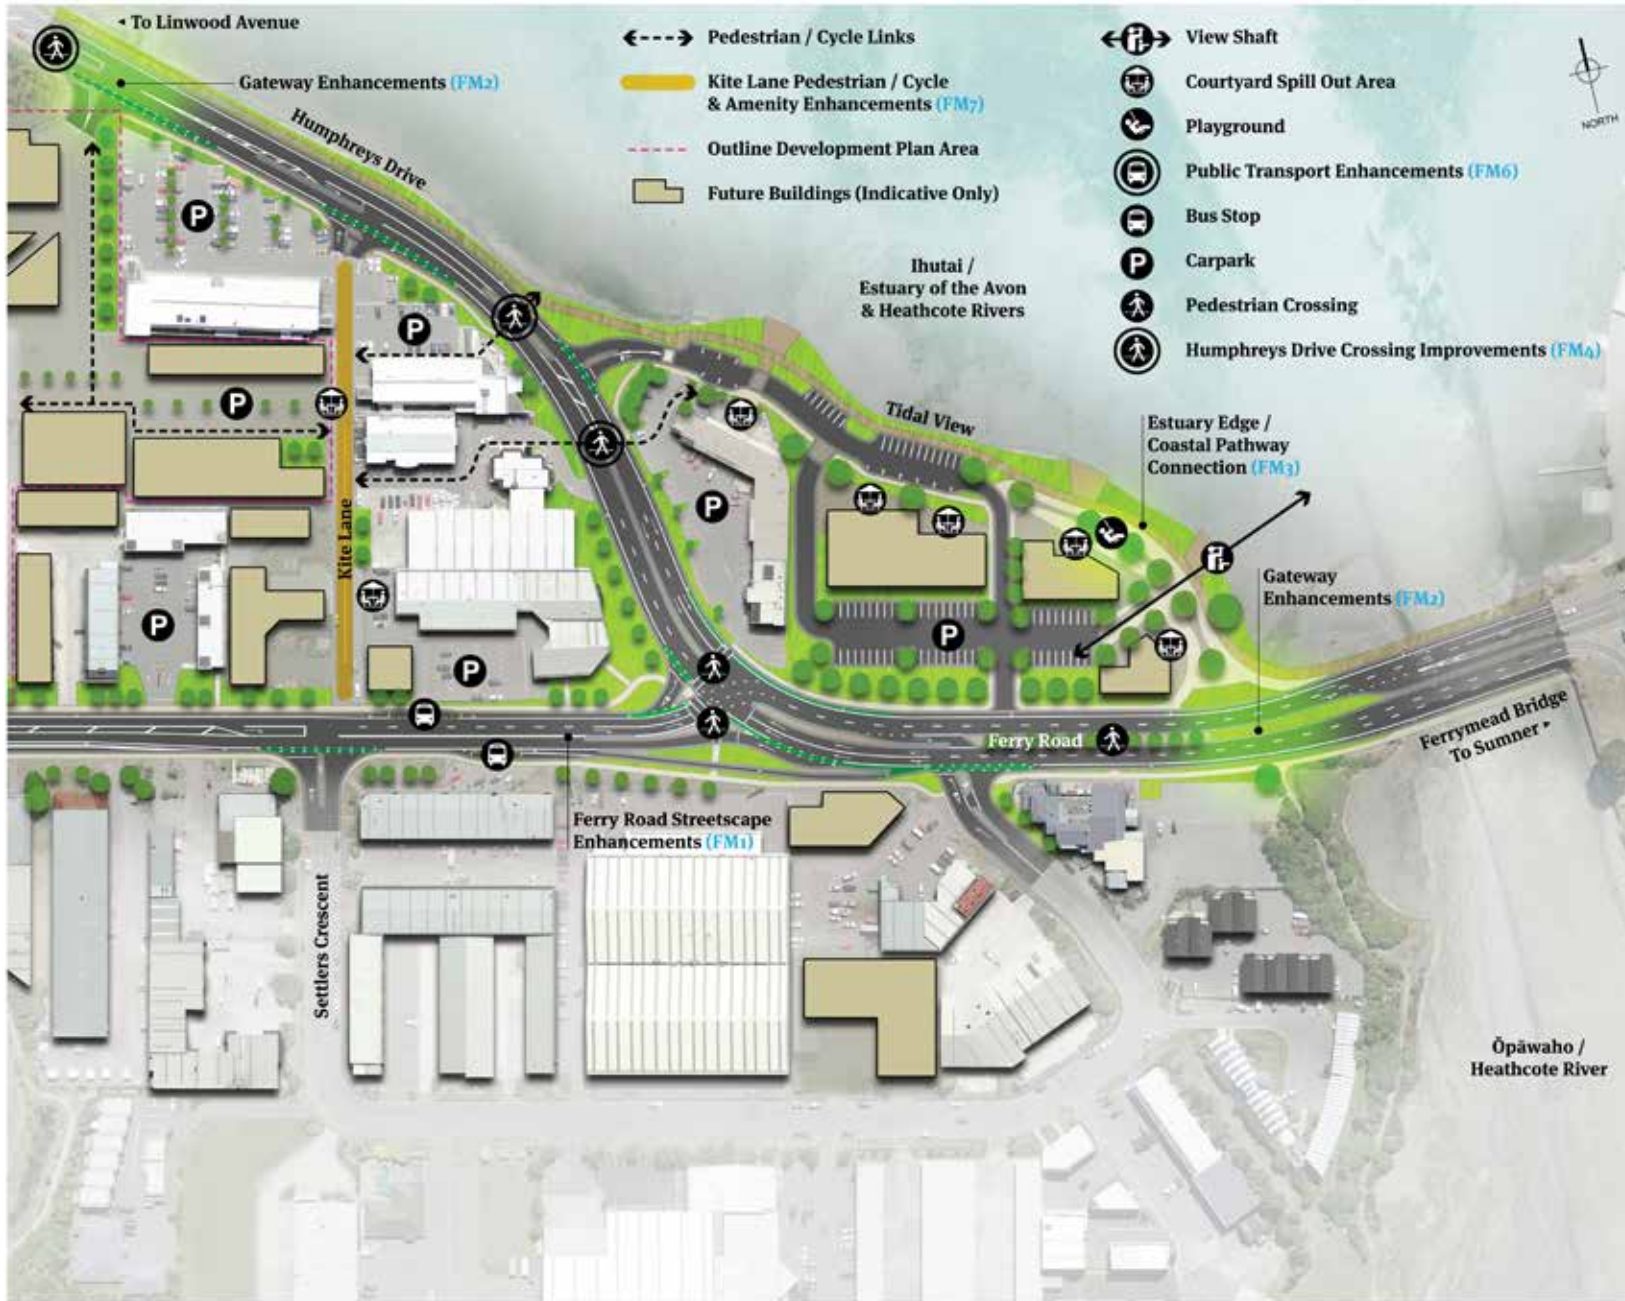 ◂ To Linwood Avenue
Gateway Enhancements (FM2)
Humphreys Drive
Pedestrian / Cycle Links
Kite Lane Pedestrian / Cycle
& Amenity Enhancements (FM7)
Outline Development Plan Area
Future Buildings (Indicative Only)
View Shaft
Courtyard Spill Out Area
Playground
Public Transport Enhancements (FM6)
Bus Stop
P
Carpark
Pedestrian Crossing
Humphreys Drive Crossing Improvements (FM4)
NORTH
Ihutai /
Estuary of the Avon
& Heathcote Rivers
P
P
P
Tidal View
Estuary Edge /
Coastal Pathway
Connection (FM3)
P
Kite Lane
Gateway
Enhancements (FM2)
P
P
P
Ferry Road
Ferrymead Bridge
To Sumner ▸
Ferry Road Streetscape
Enhancements (FM1)
Settlers Crescent
Ōpāwaho /
Heathcote River